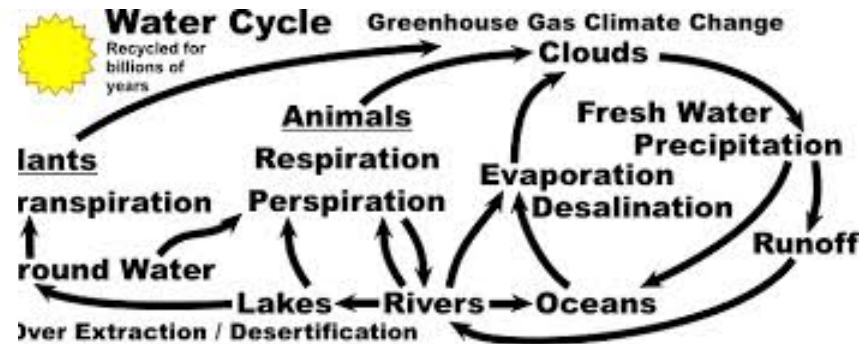 Water Cycle
Greenhouse Gas Climate Change
Recycled for
billions of
years
Clouds
Animals
Fresh Water
Precipitation
lants
Respiration
Evaporation
ranspiration
Perspiration
Desalination
Runoff
round Water
Lakes
Rivers
Oceans
Over Extraction / Desertification